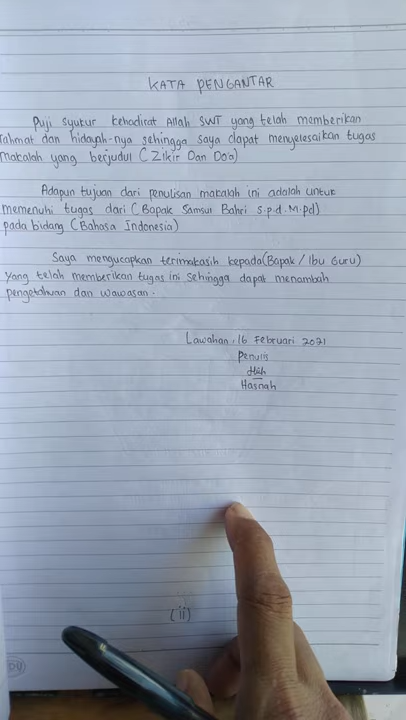 KATA PENGANTAR
Puji syukur kehadirat Allah SWT yang telah memberikan
rahmat dan hidayah-nya sehingga saya dapat menyelesaikan tugas
makalah yang berjudul (Zikir Dan Do'a)
Adapun tujuan dari penulisan makalah ini adalah untuk
memenuhi tugas dari (Bapak Samsul Bahri S.pd.M.pd)
pada bidang (Bahasa Indonesia)
Saya mengucapkan terimakasih kepada (Bapak / Ibu Guru)
yang telah memberikan tugas ini sehingga dapat menambah
pengetahuan dan wawasan.
Lawahan, 16 Februari 2021
Penulis
Hasnah
(ii)